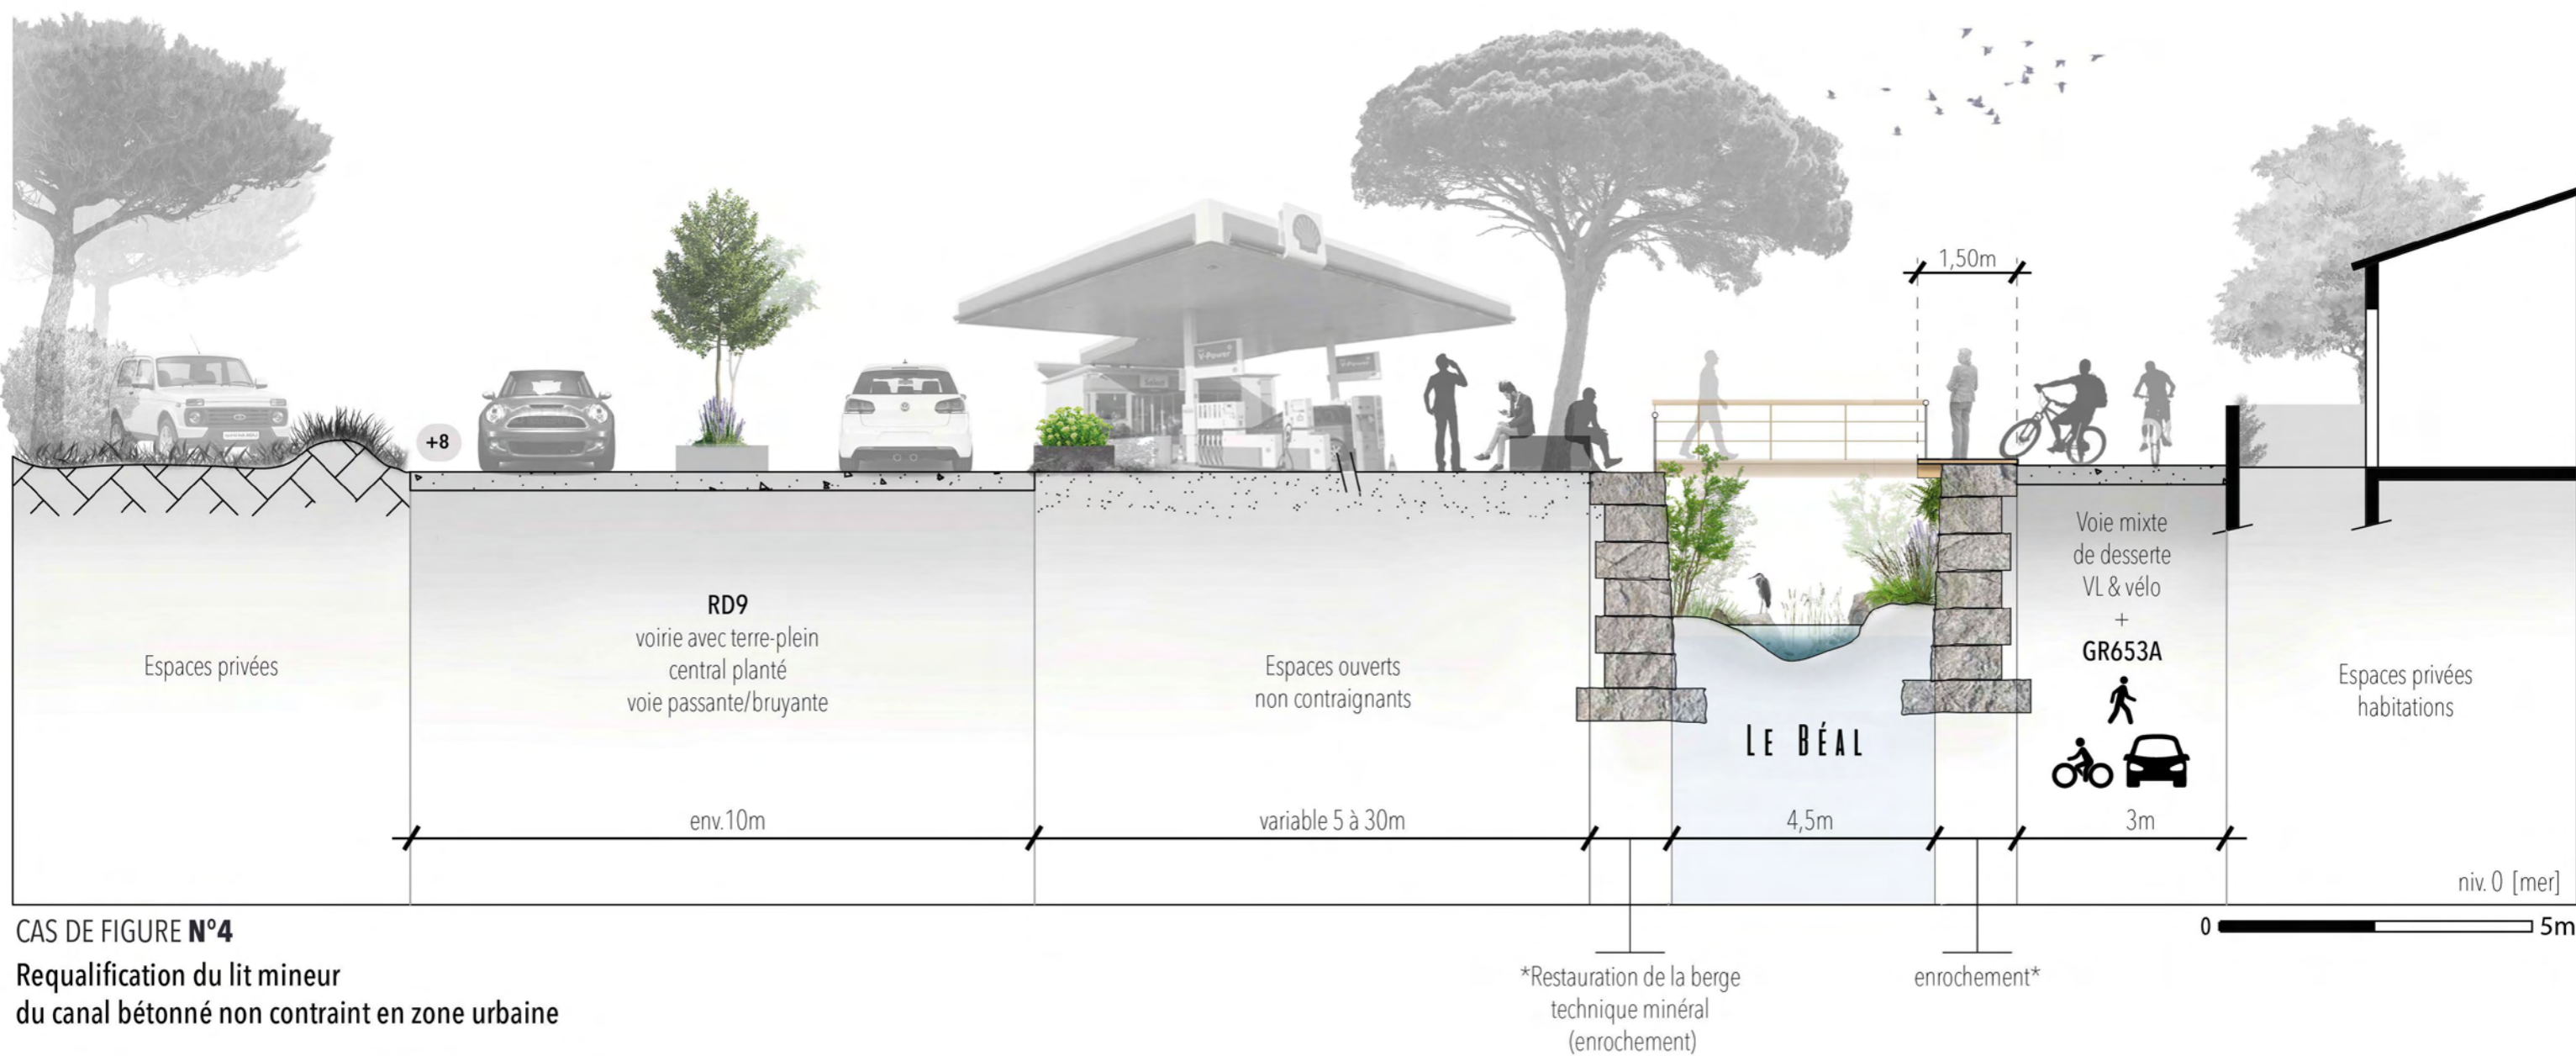 1,50m
+8
V-Power
V-Power
Select
Voie mixte
de desserte
VL & vélo
+
GR653A
RD9
voirie avec terre-plein
central planté
voie passante/bruyante
Espaces privées
Espaces ouverts
non contraignants
Espaces privées
habitations
LE BÉAL
env.10m
variable 5 à 30m
4,5m
3m
niv. 0 [mer]
CAS DE FIGURE N°4
Requalification du lit mineur
du canal bétonné non contraint en zone urbaine
0
5m
*Restauration de la berge
technique minéral
(enrochement)
enrochement*